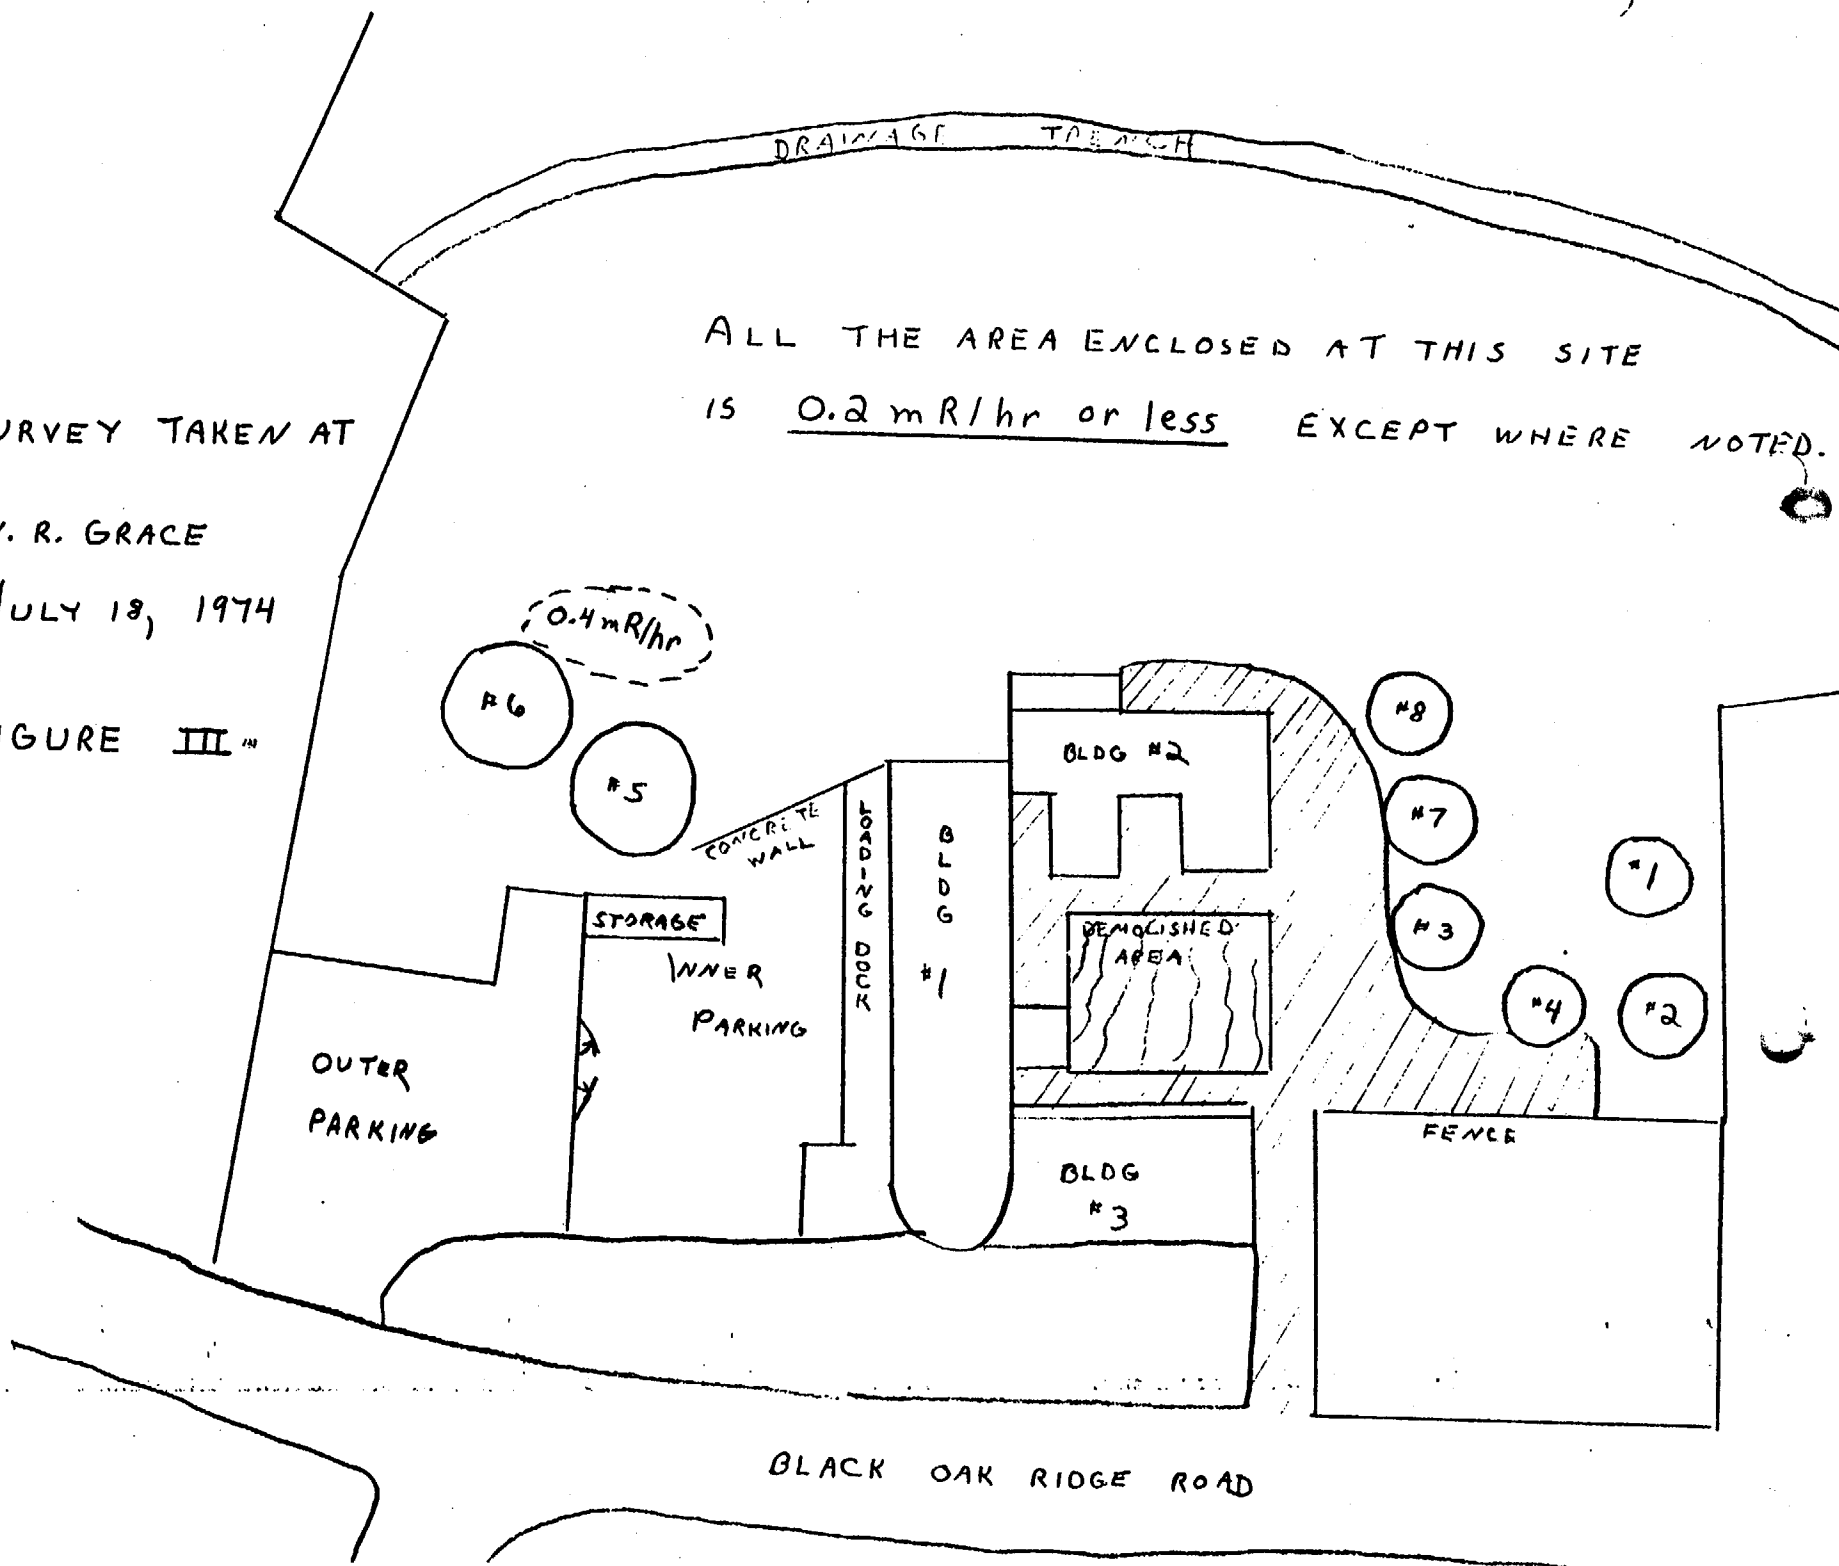 DRAINAGE TRENCH
ALL THE AREA ENCLOSED AT THIS SITE
IS 0.2 mR/hr or less EXCEPT WHERE NOTED.
URVEY TAKEN AT
. R. GRACE
JULY 18, 1974
IGURE III
0.4 mR/hr
#6
#5
CONCRETE
WALL
LOADING DOCK
BLDG
#1
BLDG #2
#8
#7
#3
#1
#4
#2
DEMOLISHED
AREA
STORAGE
INNER
PARKING
OUTER
PARKING
BLDG
#3
FENCE
BLACK OAK RIDGE ROAD